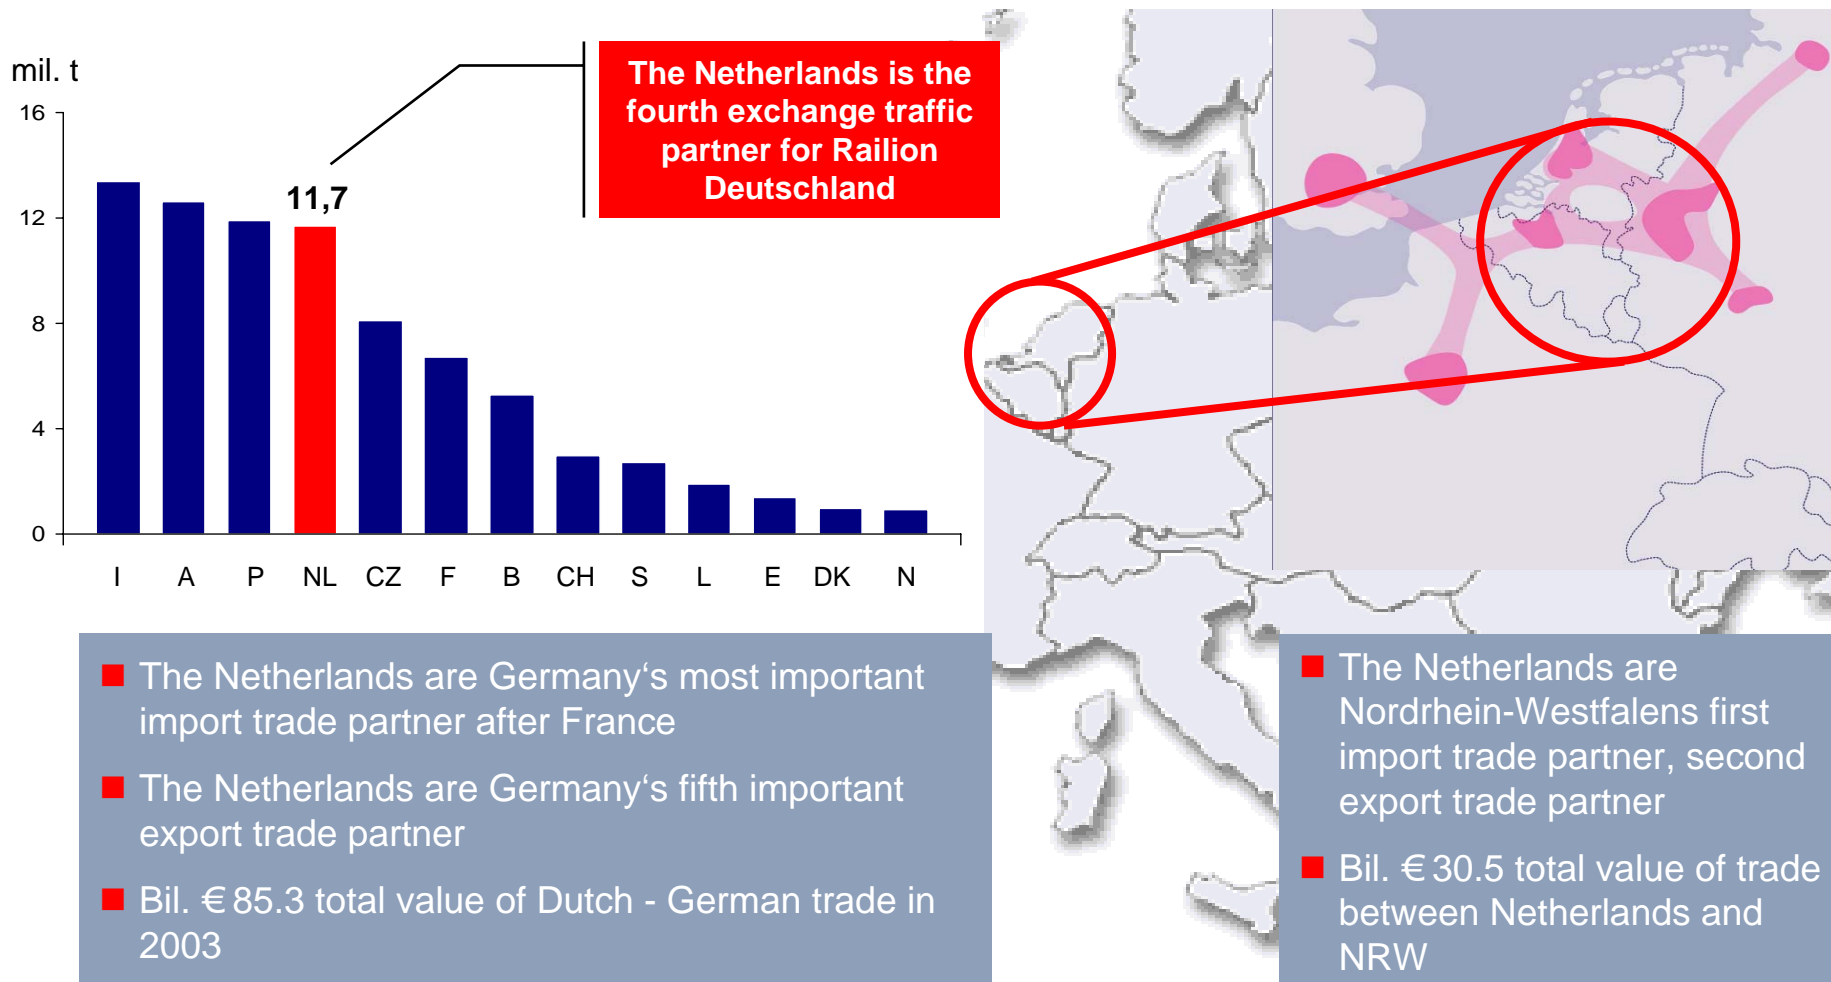 mil. t
16
12
8
4
0
11,7
I A P NL CZ F B CH S L E DK N
The Netherlands is the
fourth exchange traffic
partner for Railion
Deutschland
The Netherlands are Germany‘s most important
import trade partner after France
The Netherlands are Germany‘s fifth important
export trade partner
Bil. € 85.3 total value of Dutch - German trade in
2003
The Netherlands are
Nordrhein-Westfalens first
import trade partner, second
export trade partner
Bil. € 30.5 total value of trade
between Netherlands and
NRW